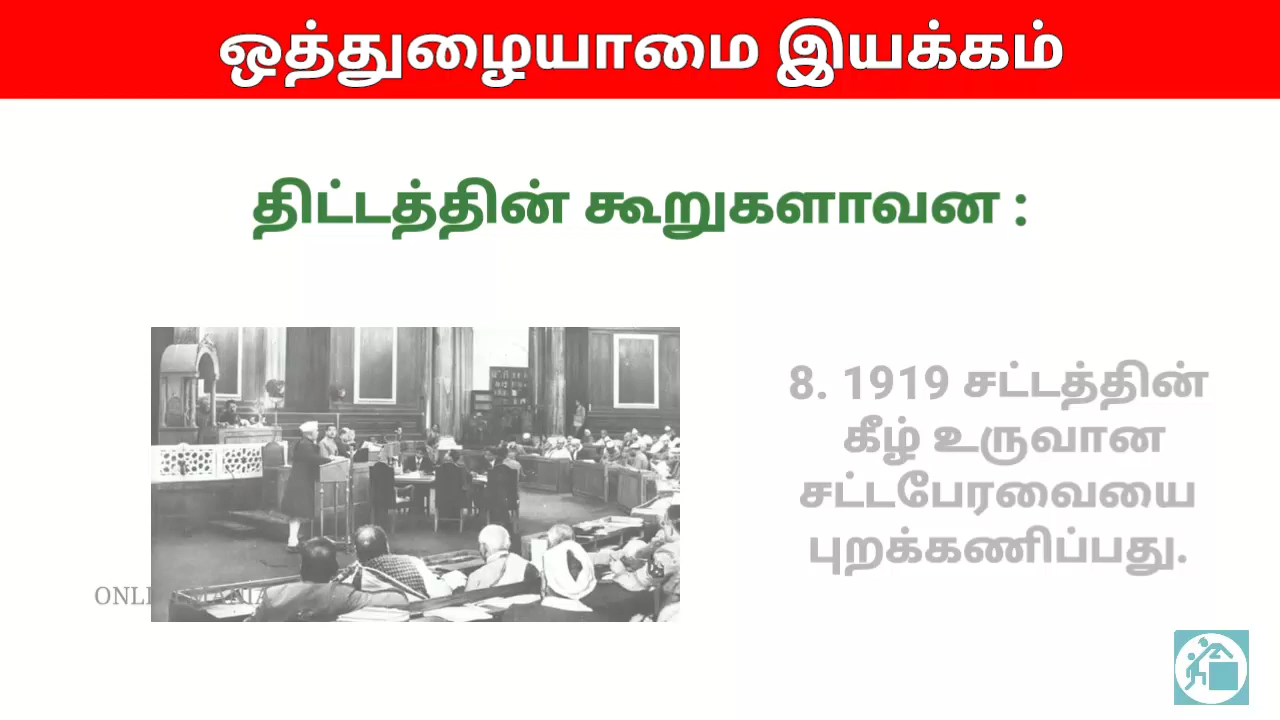 ஒத்துழையாமை இயக்கம்
திட்டத்தின் கூறுகளாவன :
8. 1919 சட்டத்தின்
கீழ் உருவான
சட்டபேரவையை
புறக்கணிப்பது.